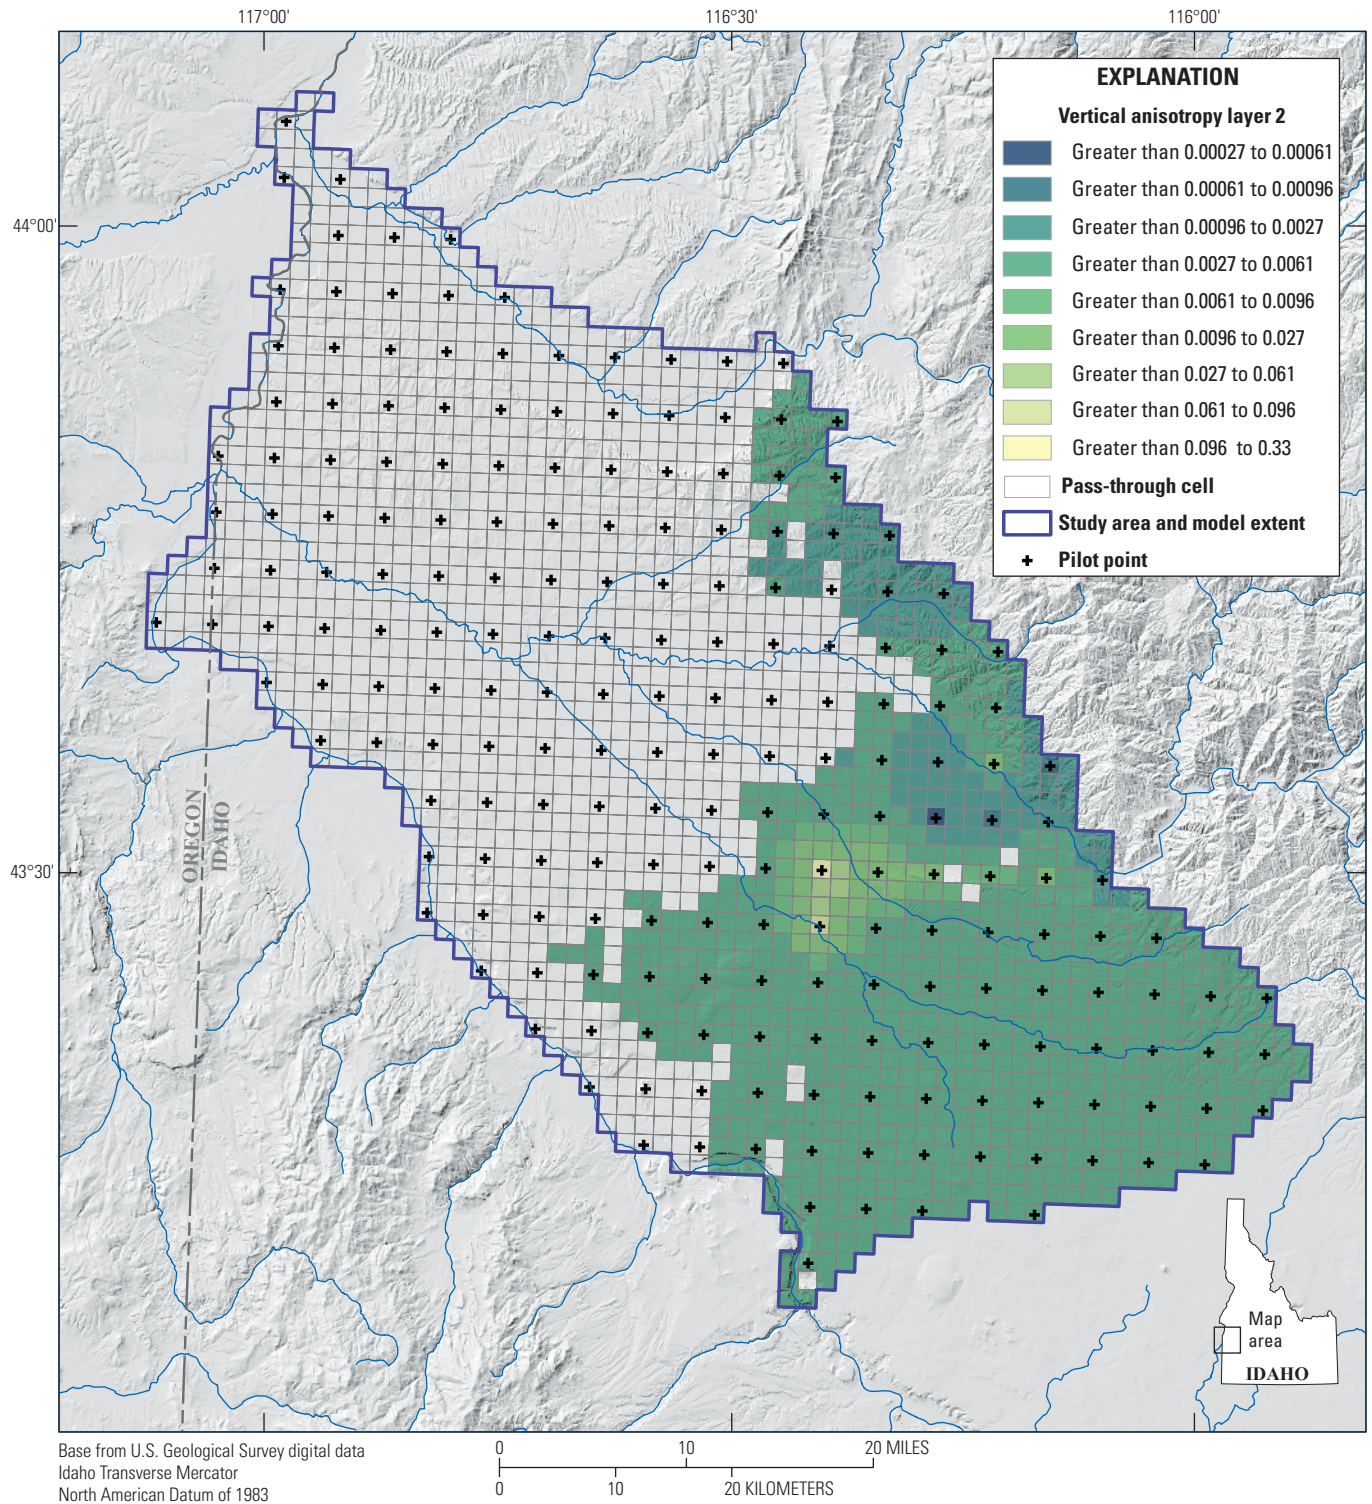 117°00'
116°30'
116°00'
44°00'
43°30'
EXPLANATION
Vertical anisotropy layer 2
Greater than 0.00027 to 0.00061
Greater than 0.00061 to 0.00096
Greater than 0.00096 to 0.0027
Greater than 0.0027 to 0.0061
Greater than 0.0061 to 0.0096
Greater than 0.0096 to 0.027
Greater than 0.027 to 0.061
Greater than 0.061 to 0.096
Greater than 0.096 to 0.33
Pass-through cell
Study area and model extent
Pilot point
OREGON
IDAHO
Map
area
IDAHO
Base from U.S. Geological Survey digital data
Idaho Transverse Mercator
North American Datum of 1983
0 10 20 MILES
0 10 20 KILOMETERS